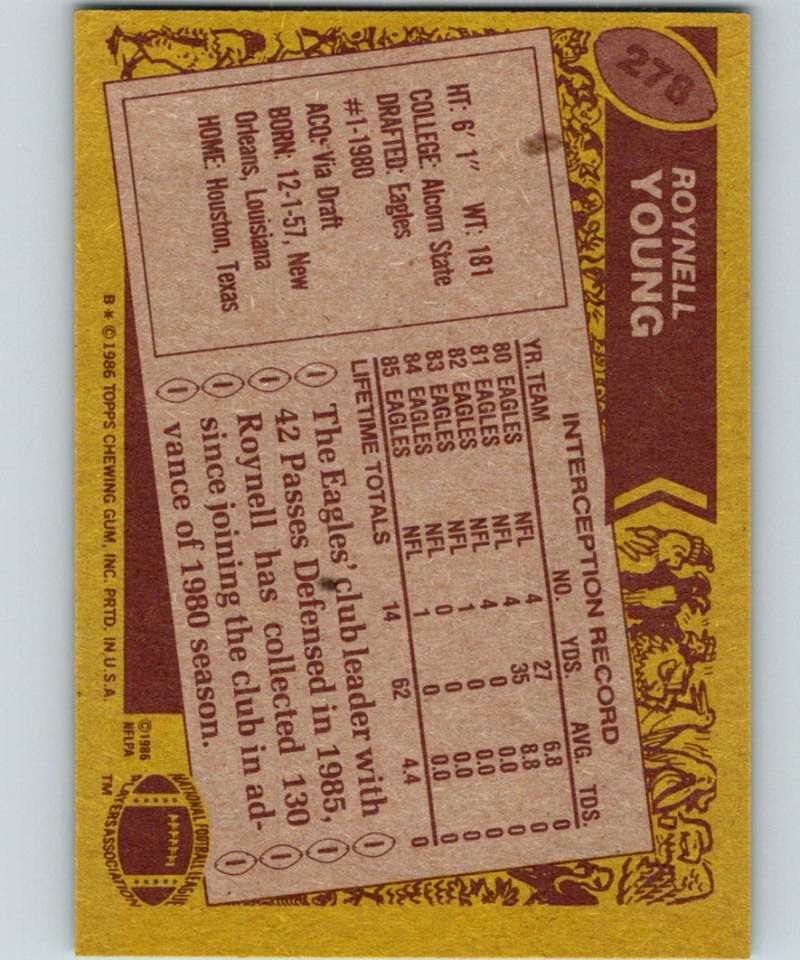 278
ROYNELL
YOUNG
HT: 6' 1" WT: 181
COLLEGE: Alcorn State
DRAFTED: Eagles
#1-1980
ACQ: Via Draft
BORN: 12-1-57, New
Orleans, Louisiana
HOME: Houston, Texas
INTERCEPTION RECORD
YR. TEAM NO. YDS. AVG. TDS.
80 EAGLES NFL 4 27 6.8 0
81 EAGLES NFL 4 35 8.8 0
82 EAGLES NFL 4 0 0.0 0
83 EAGLES NFL 1 0 0.0 0
84 EAGLES NFL 0 0 0.0 0
85 EAGLES NFL 1 0 0.0 0
LIFETIME TOTALS 14 62 4.4 0
The Eagles' club leader with
42 Passes Defensed in 1985,
Roynell has collected 130
since joining the club in ad-
vance of 1980 season.
B * ©1986 TOPPS CHEWING GUM, INC. PRTD. IN U.S.A.
©1986
NFLPA
NATIONAL FOOTBALL LEAGUE
PLAYERS ASSOCIATION
TM